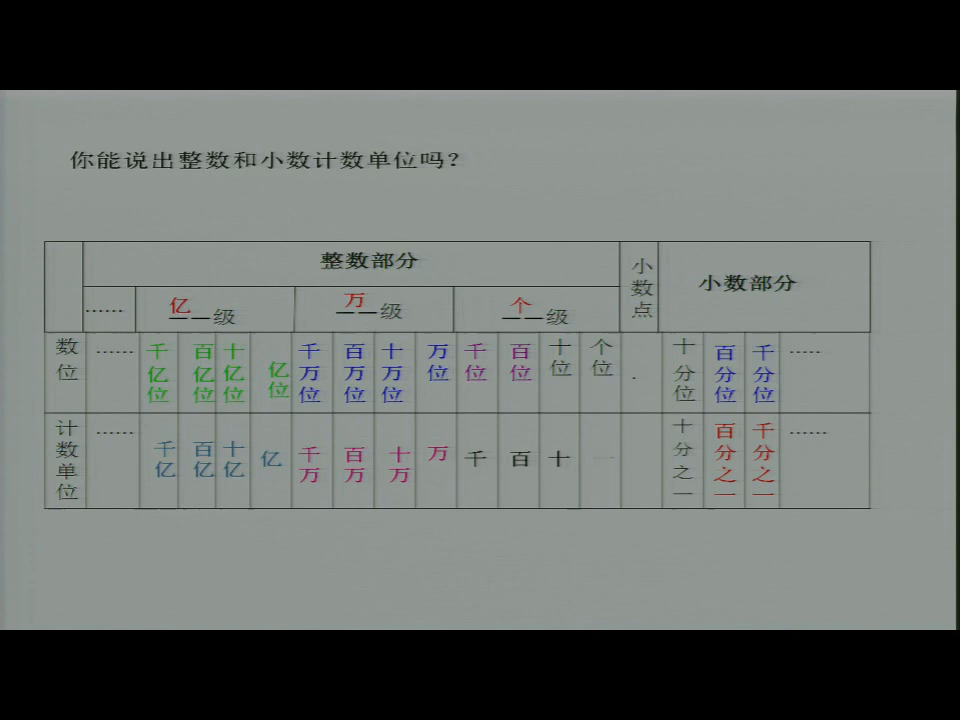 你能说出整数和小数计数单位吗？
整数部分 小数点 小数部分
…… 亿——级 万——级 个——级
数位 …… 千亿位 百亿位 十亿位 亿位 千万位 百万位 十万位 万位 千位 百位 十位 个位 . 十分位 百分位 千分位 ……
计数单位 …… 千亿 百亿 十亿 亿 千万 百万 十万 万 千 百 十 一 十分之一 百分之一 千分之一 ……